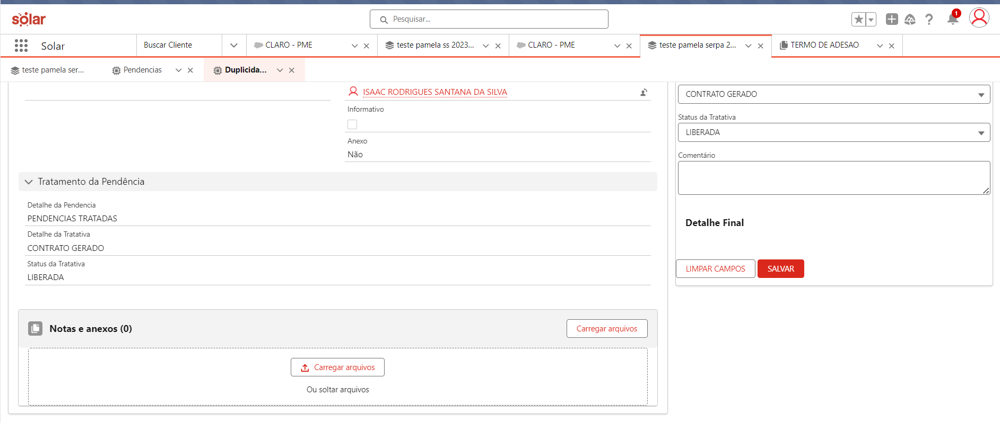 solar
Pesquisar...
1
Solar
Buscar Cliente
CLARO - PME
teste pamela ss 2023...
CLARO - PME
teste pamela serpa 2...
TERMO DE ADESAO
teste pamela ser...
Pendencias
Duplicida...
ISAAC RODRIGUES SANTANA DA SILVA
Informativo
Anexo
Não
Tratamento da Pendência
Detalhe da Pendencia
PENDENCIAS TRATADAS
Detalhe da Tratativa
CONTRATO GERADO
Status da Tratativa
LIBERADA
Notas e anexos (0)
Carregar arquivos
Carregar arquivos
Ou soltar arquivos
CONTRATO GERADO
Status da Tratativa
LIBERADA
Comentário
Detalhe Final
LIMPAR CAMPOS
SALVAR